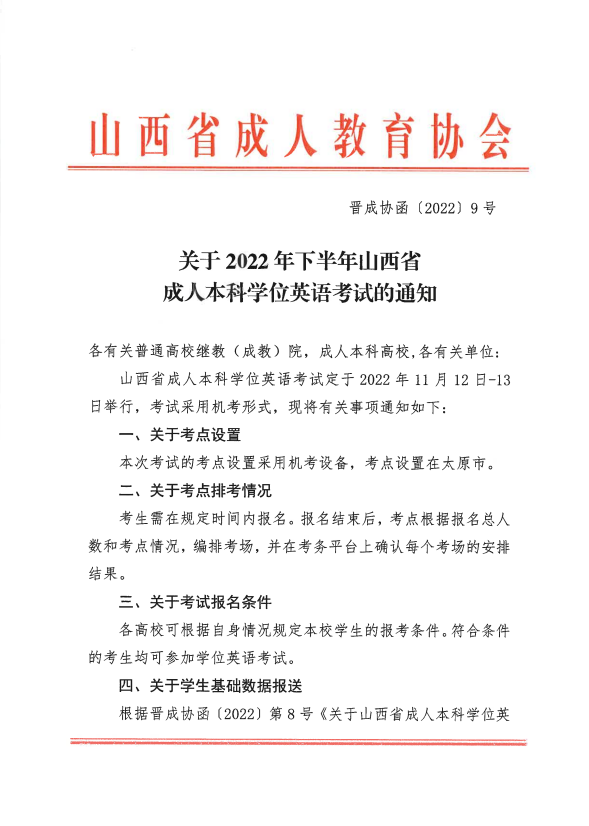 山西省成人教育协会
晋成协函〔2022〕9号
关于2022年下半年山西省
成人本科学位英语考试的通知
各有关普通高校继教（成教）院，成人本科高校,各有关单位:
山西省成人本科学位英语考试定于2022年11月12日-13
日举行，考试采用机考形式，现将有关事项通知如下：
一、关于考点设置
本次考试的考点设置采用机考设备，考点设置在太原市。
二、关于考点排考情况
考生需在规定时间内报名。报名结束后，考点根据报名总人
数和考点情况，编排考场，并在考务平台上确认每个考场的安排
结果。
三、关于考试报名条件
各高校可根据自身情况规定本校学生的报考条件。符合条件
的考生均可参加学位英语考试。
四、关于学生基础数据报送
根据晋成协函〔2022〕第8号《关于山西省成人本科学位英